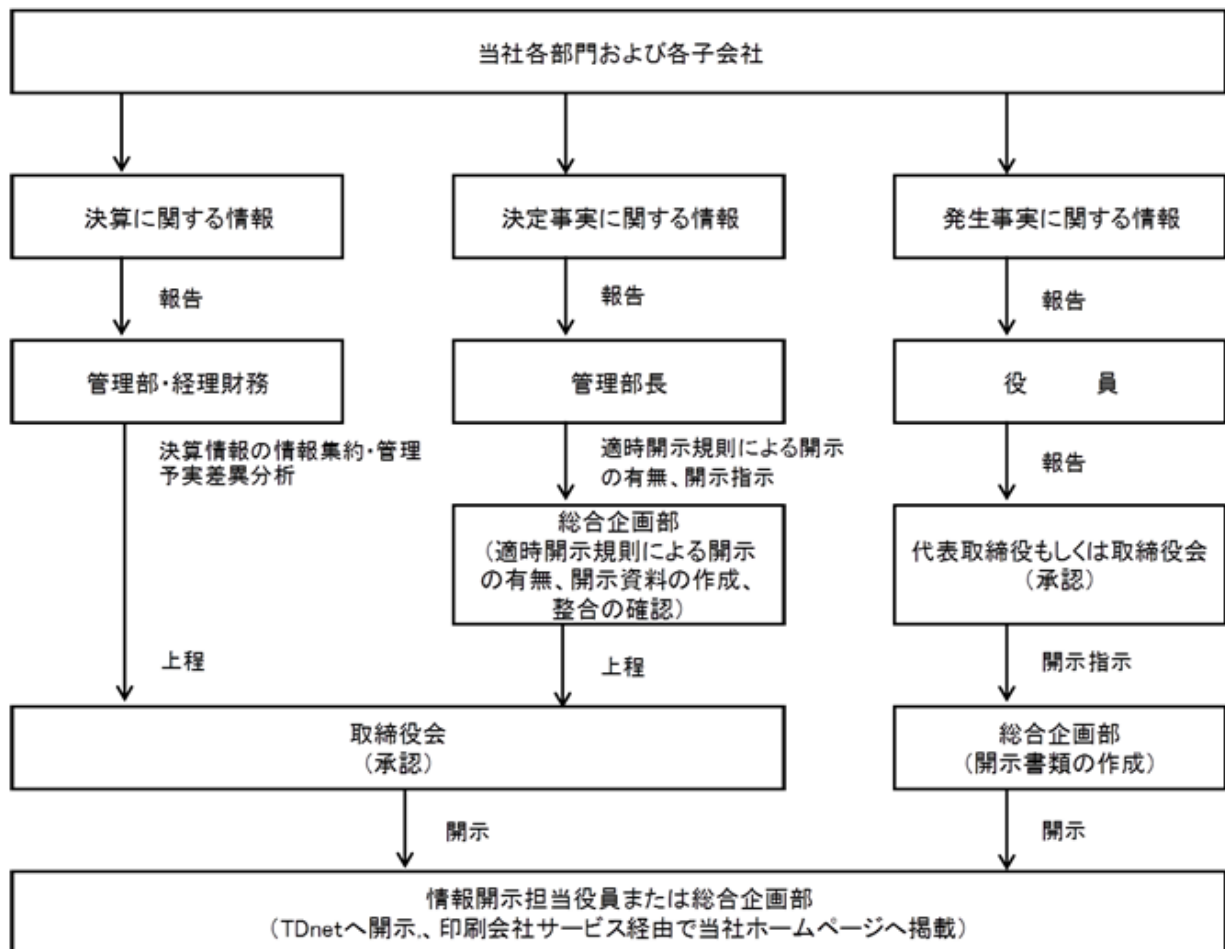 当社各部門および各子会社
決算に関する情報
決定事実に関する情報
発生事実に関する情報
報告
報告
報告
管理部・経理財務
管理部長
役　　員
決算情報の情報集約・管理
予実差異分析
適時開示規則による開示
の有無、開示指示
報告
総合企画部
（適時開示規則による開示
の有無、開示資料の作成、
整合の確認）
代表取締役もしくは取締役会
（承認）
上程
上程
開示指示
取締役会
（承認）
総合企画部
（開示書類の作成）
開示
開示
情報開示担当役員または総合企画部
（TDnetへ開示,、印刷会社サービス経由で当社ホームページへ掲載）